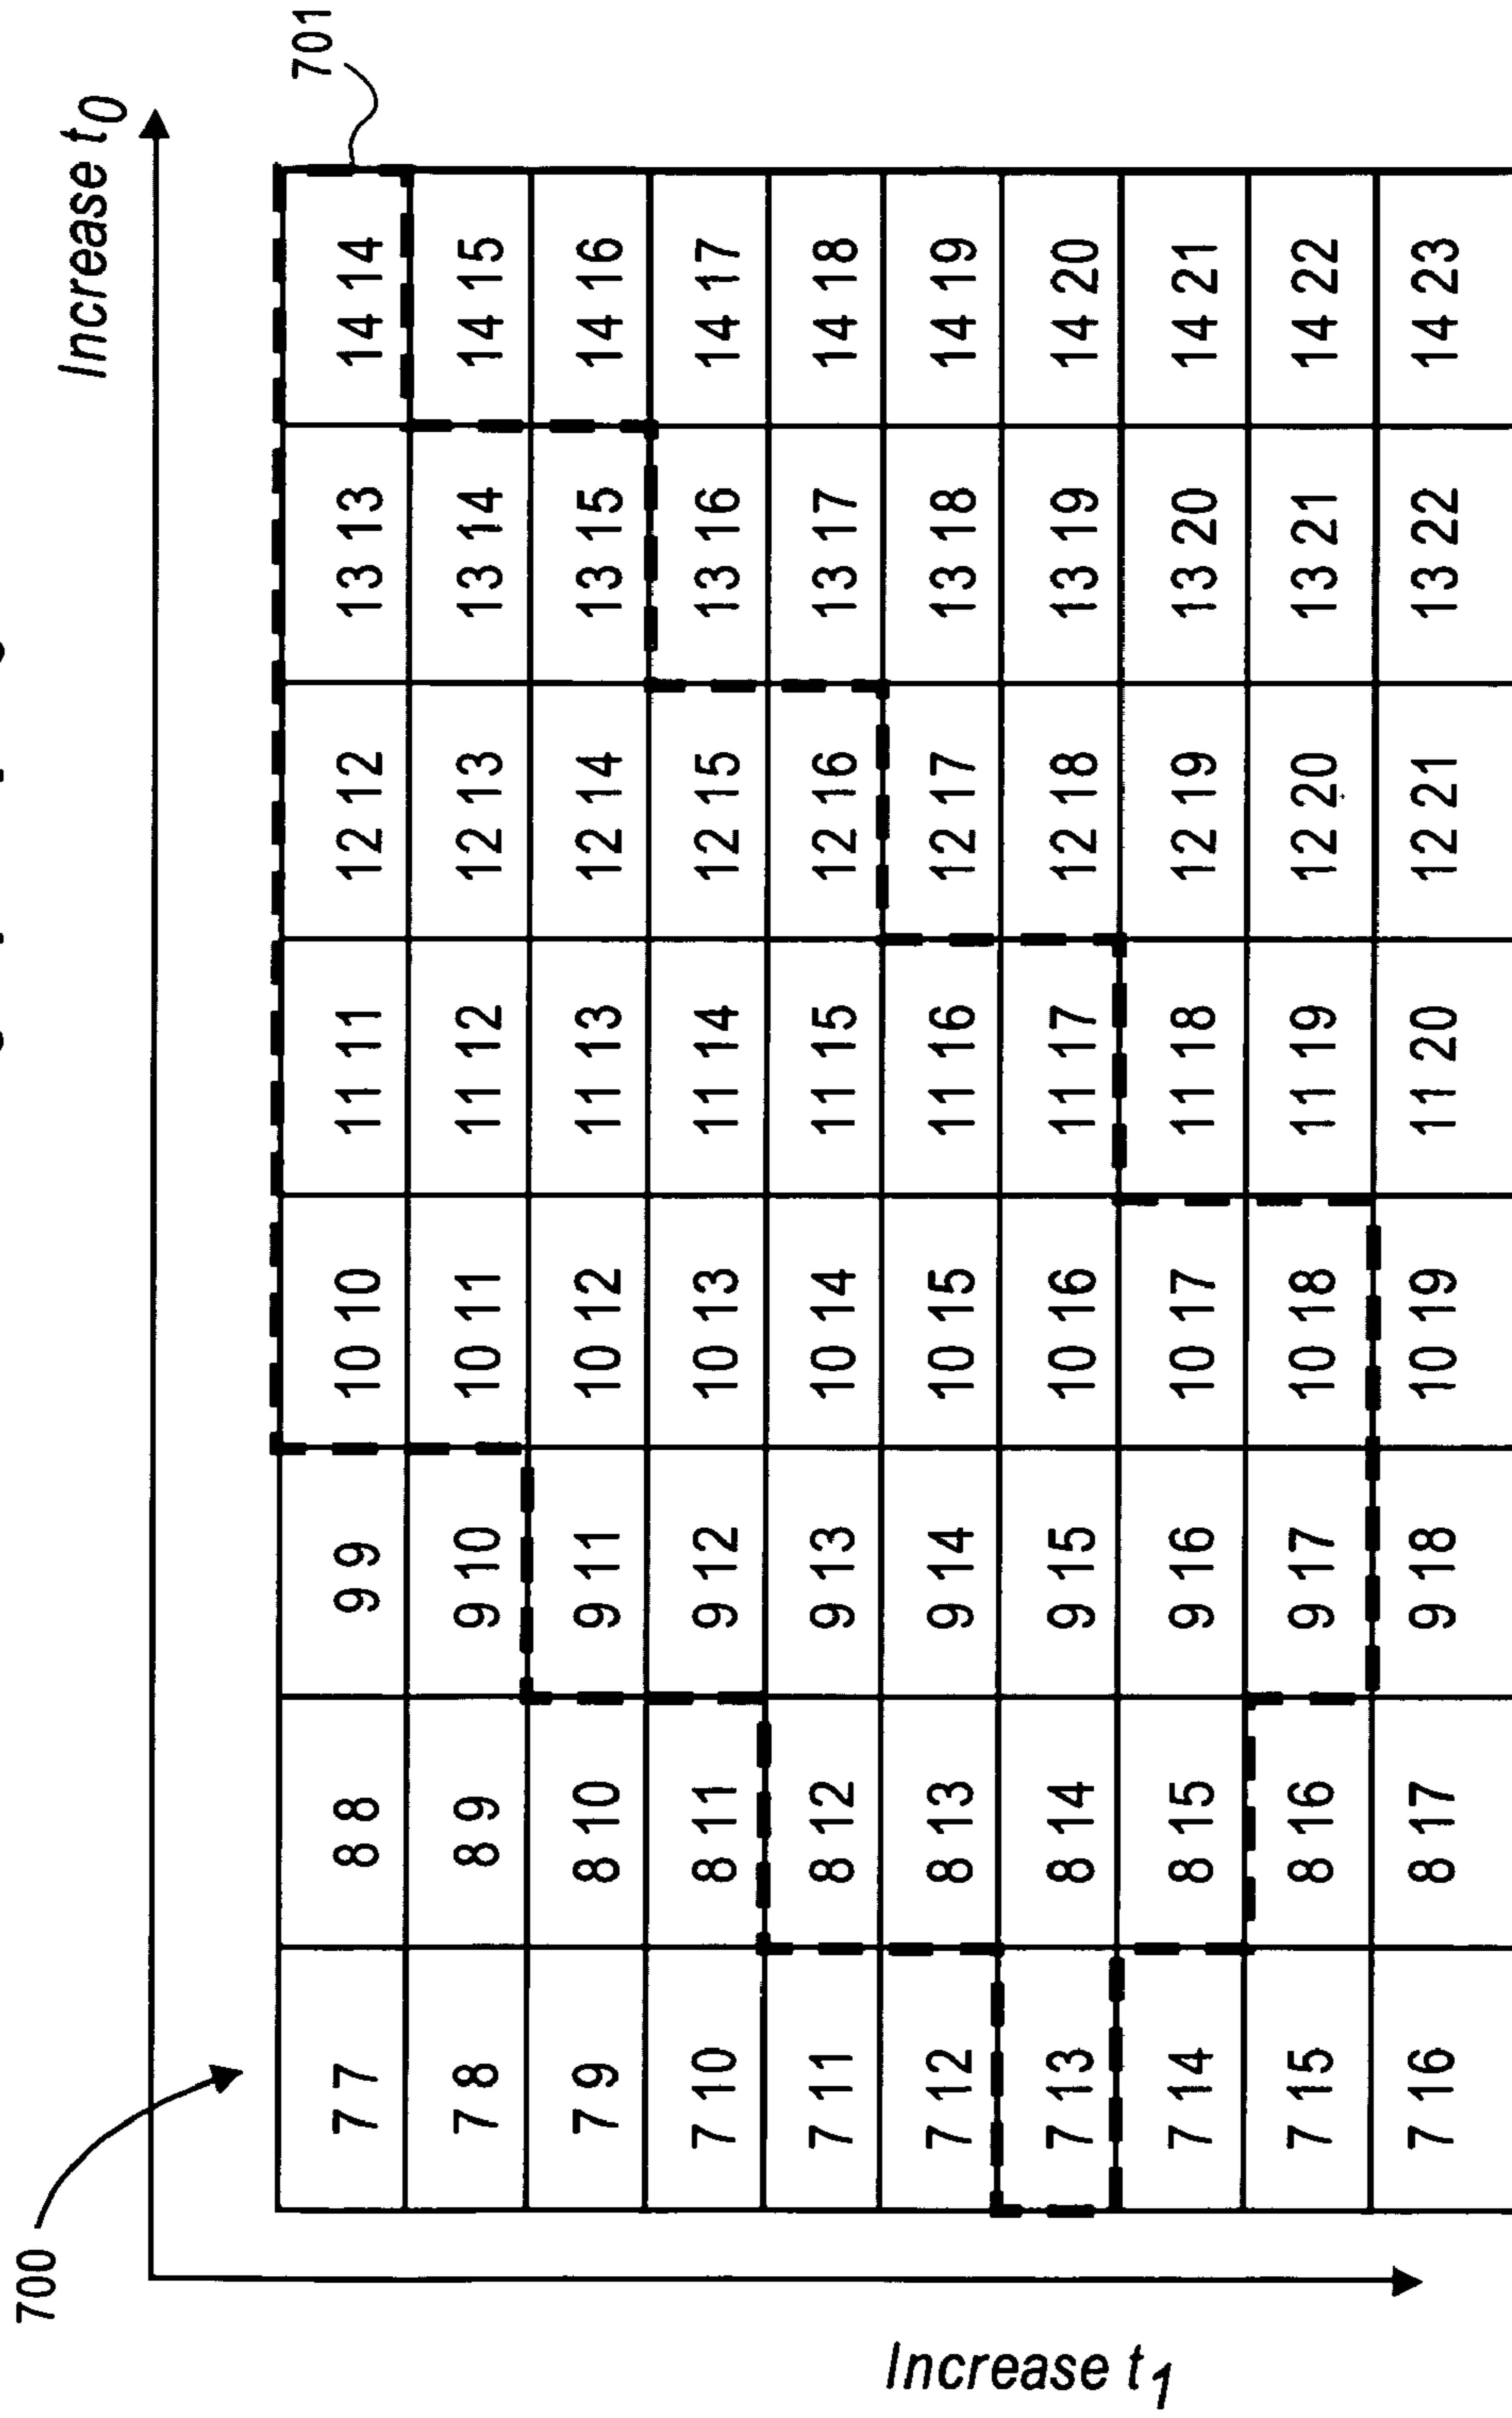 700
Increase t0
701
Increase t1
7 7 8 8 9 9 10 10 11 11 12 12 13 13 14 14
7 8 8 9 9 10 10 11 11 12 12 13 13 14 14 15
7 9 8 10 9 11 10 12 11 13 12 14 13 15 14 16
7 10 8 11 9 12 10 13 11 14 12 15 13 16 14 17
7 11 8 12 9 13 10 14 11 15 12 16 13 17 14 18
7 12 8 13 9 14 10 15 11 16 12 17 13 18 14 19
7 13 8 14 9 15 10 16 11 17 12 18 13 19 14 20
7 14 8 15 9 16 10 17 11 18 12 19 13 20 14 21
7 15 8 16 9 17 10 18 11 19 12 20 13 21 14 22
7 16 8 17 9 18 10 19 11 20 12 21 13 22 14 23